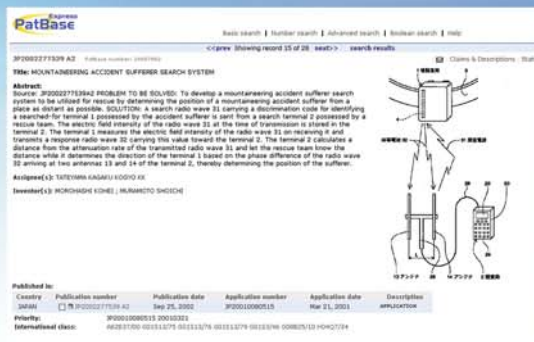 PatBase Express
Basic search | Number search | Advanced search | Boolean search | Help
<<prev Showing record 15 of 28 next>> search results
JP2002277539 A2
Claims & Descriptions
Title: MOUNTAINEERING ACCIDENT SUFFERER SEARCH SYSTEM
Abstract:
Source: JP2002277539A2 PROBLEM TO BE SOLVED: To develop a mountaineering accident sufferer search
system to be utilized for rescue by determining the position of a mountaineering accident sufferer from a
place as distant as possible. SOLUTION: A search radio wave 31 carrying a discrimination code for identifying
a searched-for terminal 1 possessed by the accident sufferer is sent from a search terminal 2 possessed by a
rescue team. The electric field intensity of the radio wave 31 at the time of transmission is stored in the
terminal 2. The terminal 1 measures the electric field intensity of the radio wave 31 on receiving it and
transmits a response radio wave 32 carrying this value toward the terminal 2. The terminal 2 calculates a
distance from the attenuation rate of the transmitted radio wave 31 and let the rescue team know the
distance while it determines the direction of the terminal 1 based on the phase difference of the radio wave
32 arriving at two antennas 13 and 14 of the terminal 2, thereby determining the position of the sufferer.
Assignee(s): TATEYAMA KAGAKU KOGYO KK
Inventor(s): MOROHASHI KOHEI ; MURAMOTO SHOICHI
13 アンテナ
14 アンテナ
Published in:
Country Publication number Publication date Application number Application date Description
JAPAN JP2002277539 A2 Sep 25, 2002 JP20010080515 Mar 21, 2001 APPLICATION
Priority: JP20010080515 20010321
International class: